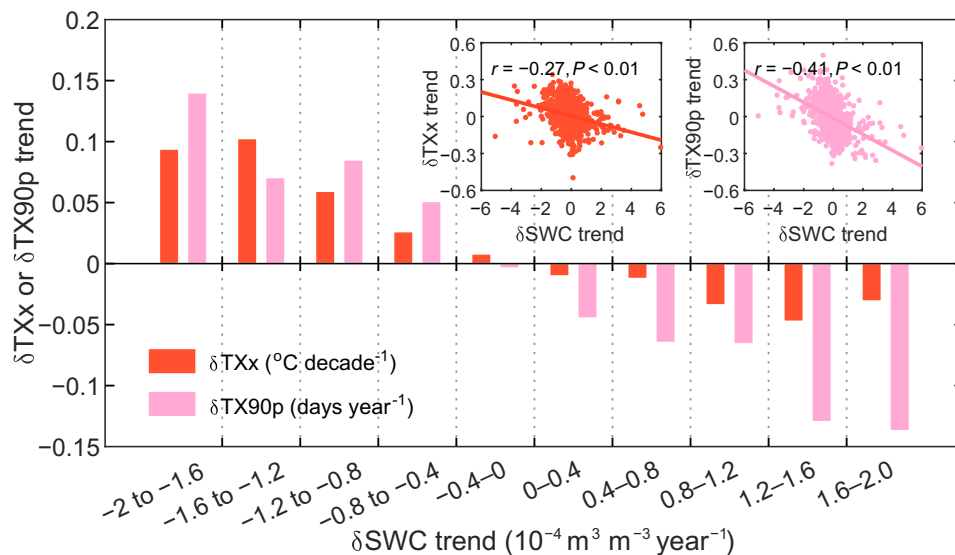 δTXx or δTX90p trend
0.2
0.15
0.1
0.05
0
−0.05
−0.1
−0.15
δTXx (°C decade⁻¹)
δTX90p (days year⁻¹)
−2 to −1.6
−1.6 to −1.2
−1.2 to −0.8
−0.8 to −0.4
−0.4–0
0–0.4
0.4–0.8
0.8–1.2
1.2–1.6
1.6–2.0
δSWC trend (10⁻⁴ m³ m⁻³ year⁻¹)
δTXx trend
0.6
0.3
0
−0.3
−0.6
r = −0.27, P < 0.01
−6 −4 −2 0 2 4 6
δSWC trend
δTX90p trend
0.6
0.3
0
−0.3
−0.6
r = −0.41, P < 0.01
−6 −4 −2 0 2 4 6
δSWC trend